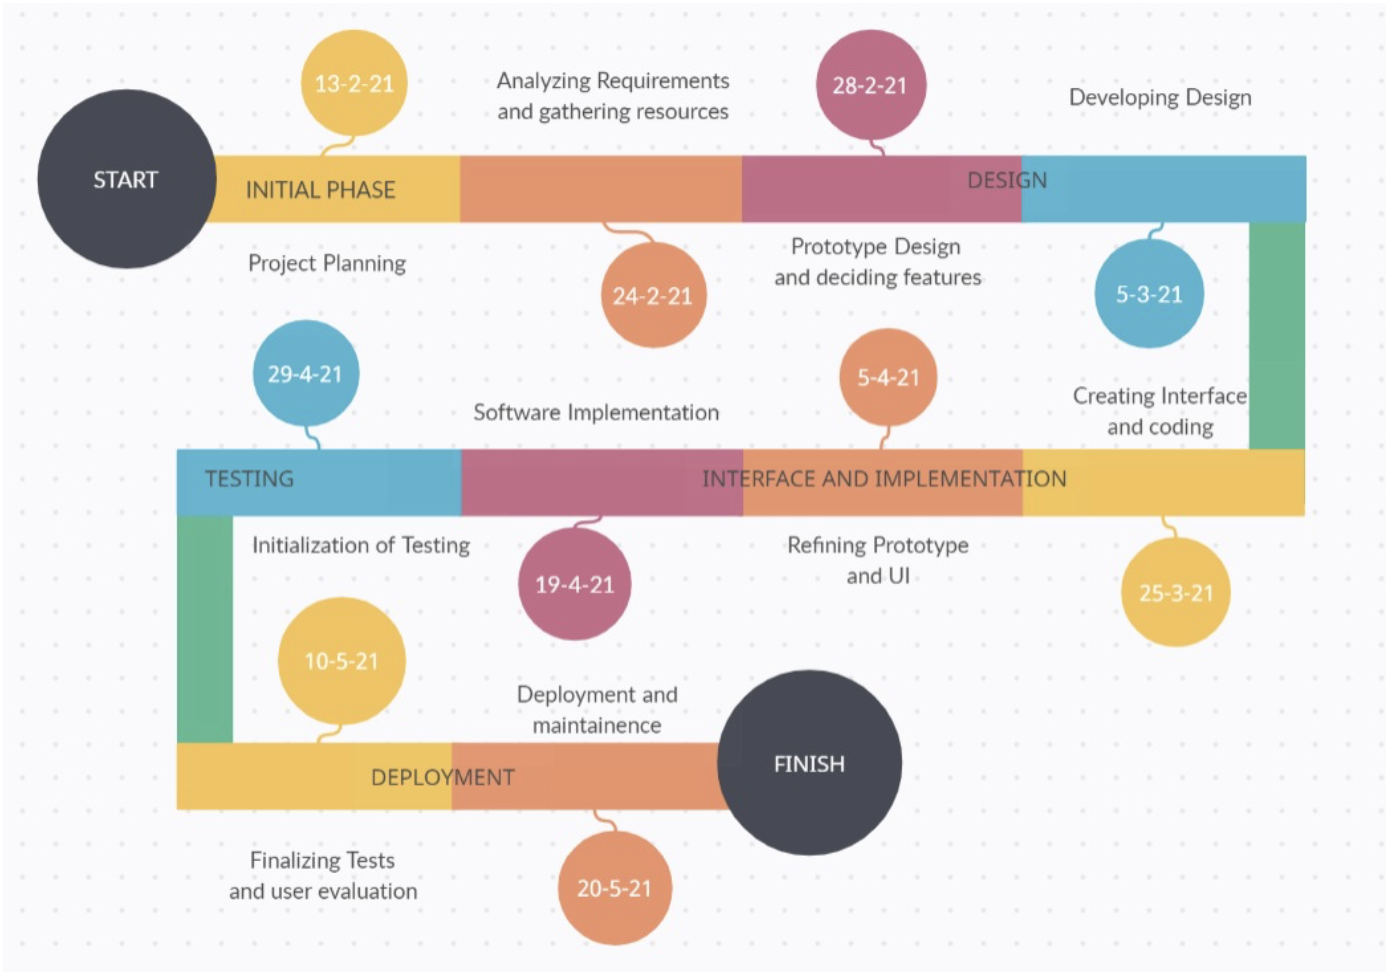 START
13-2-21
INITIAL PHASE
Project Planning
Analyzing Requirements
and gathering resources
24-2-21
28-2-21
DESIGN
Prototype Design
and deciding features
Developing Design
5-3-21
Creating Interface
and coding
25-3-21
5-4-21
INTERFACE AND IMPLEMENTATION
Refining Prototype
and UI
Software Implementation
19-4-21
29-4-21
TESTING
Initialization of Testing
10-5-21
DEPLOYMENT
Finalizing Tests
and user evaluation
Deployment and
maintainence
20-5-21
FINISH